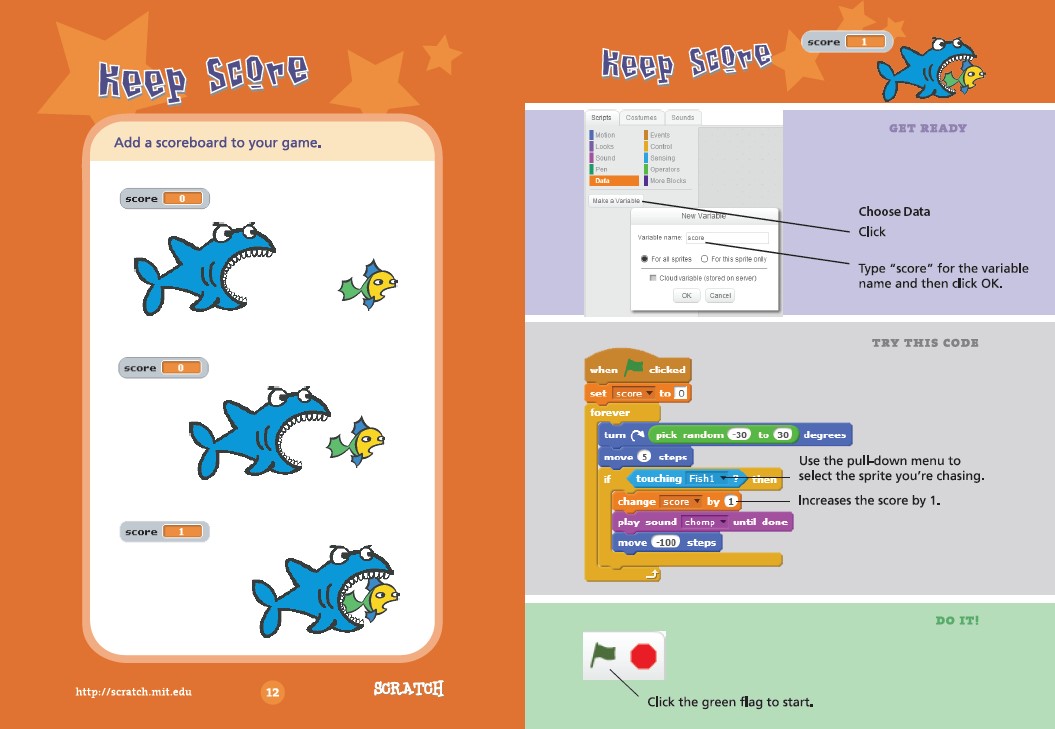 Keep Score
Add a scoreboard to your game.
score 0
score 0
score 1
http://scratch.mit.edu
12
SCRATCH
Keep Score
score 1
GET READY
Scripts Costumes Sounds
Motion Events
Looks Control
Sound Sensing
Pen Operators
Data More Blocks
Make a Variable
New Variable
Variable name: score
For all sprites For this sprite only
Cloud variable (stored on server)
OK Cancel
Choose Data
Click
Type “score” for the variable
name and then click OK.
TRY THIS CODE
when clicked
set score to 0
forever
turn pick random -30 to 30 degrees
move 5 steps
if touching Fish1 ? then
change score by 1
play sound chomp until done
move -100 steps
Use the pull-down menu to
select the sprite you’re chasing.
Increases the score by 1.
DO IT!
Click the green flag to start.